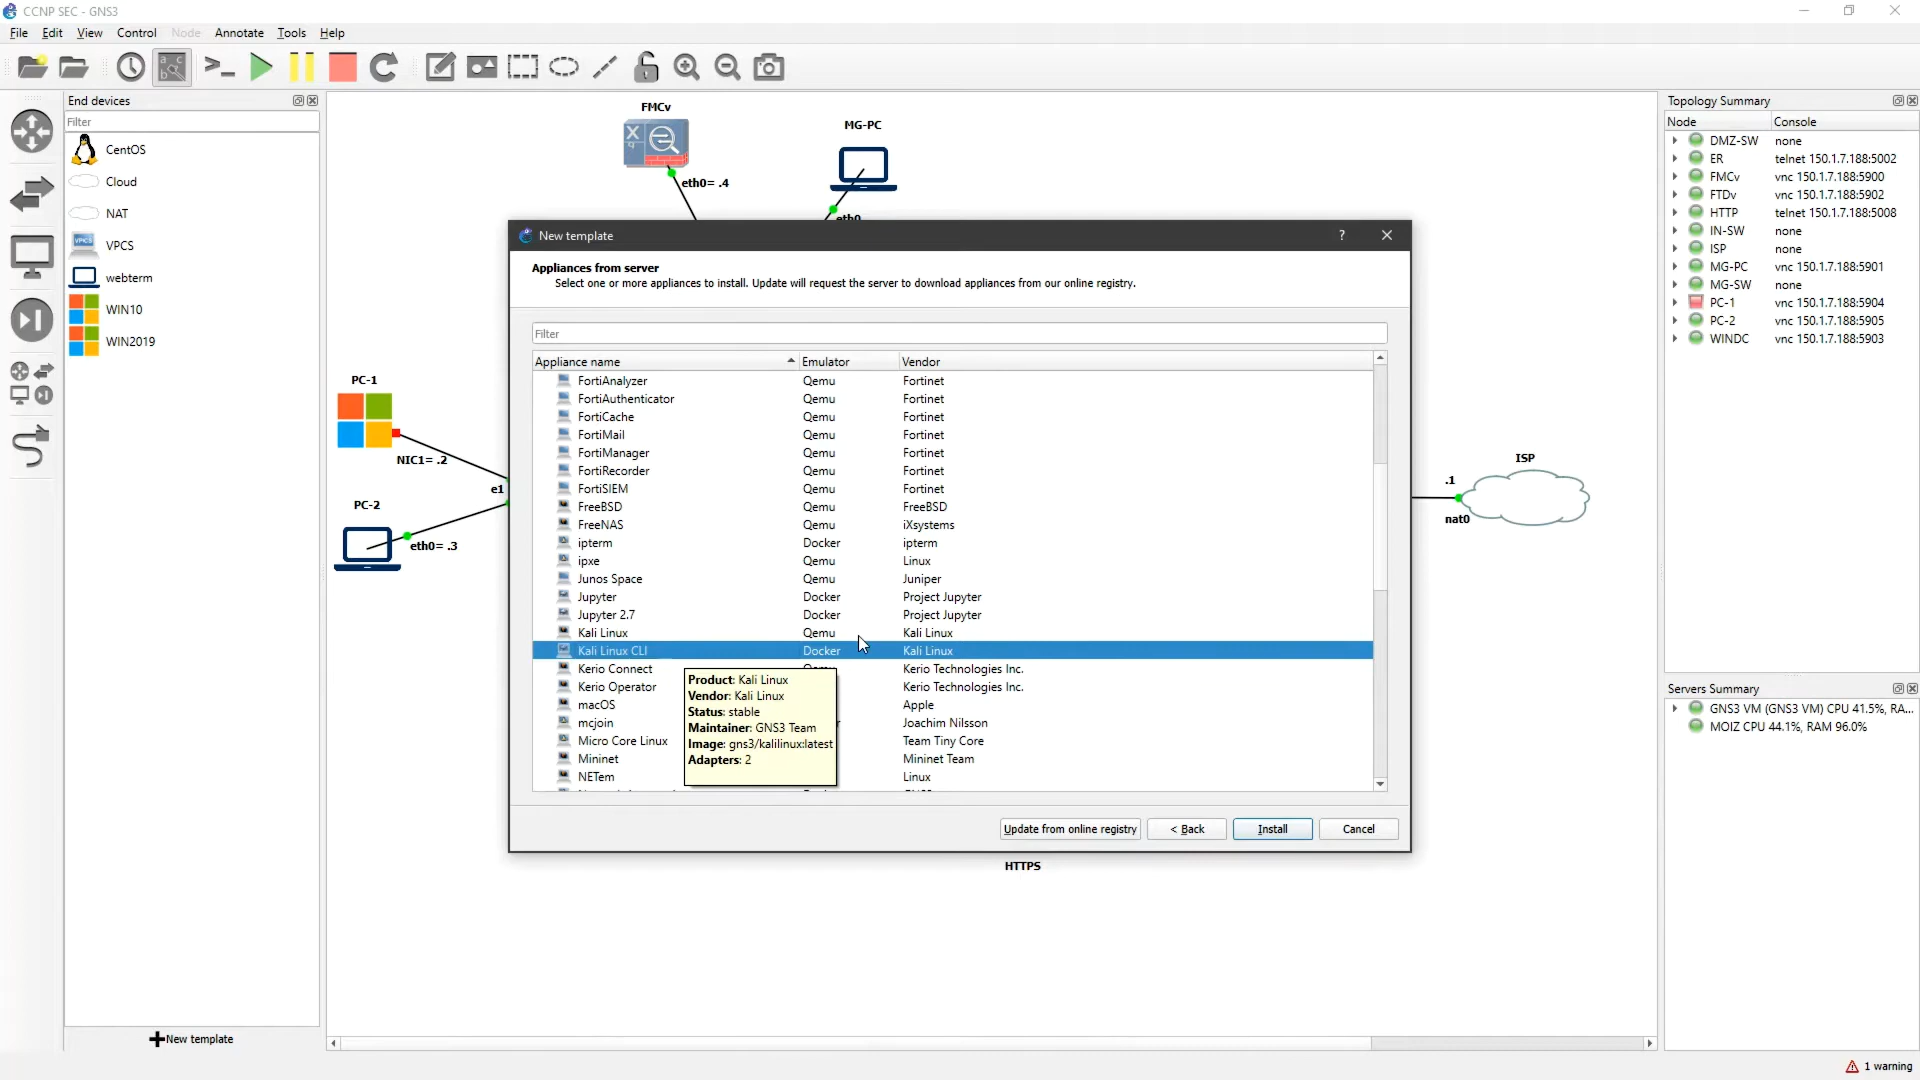 CCNP SEC - GNS3
File Edit View Control Node Annotate Tools Help
End devices
Filter
CentOS
Cloud
NAT
VPCS
webterm
WIN10
WIN2019
New template
FMCv
eth0= .4
MG-PC
eth0
PC-1
NIC1= .2
e1
PC-2
eth0= .3
New template
?
Appliances from server
Select one or more appliances to install. Update will request the server to download appliances from our online registry.
Filter
Appliance name Emulator Vendor
FortiAnalyzer Qemu Fortinet
FortiAuthenticator Qemu Fortinet
FortiCache Qemu Fortinet
FortiMail Qemu Fortinet
FortiManager Qemu Fortinet
FortiRecorder Qemu Fortinet
FortiSIEM Qemu Fortinet
FreeBSD Qemu FreeBSD
FreeNAS Qemu iXsystems
ipterm Docker ipterm
ipxe Qemu Linux
Junos Space Qemu Juniper
Jupyter Docker Project Jupyter
Jupyter 2.7 Docker Project Jupyter
Kali Linux Qemu Kali Linux
Kali Linux CLI Docker Kali Linux
Kerio Connect Kerio Technologies Inc.
Kerio Operator Kerio Technologies Inc.
macOS Apple
mcjoin Joachim Nilsson
Micro Core Linux Team Tiny Core
Mininet Mininet Team
NETem Linux
Product: Kali Linux
Vendor: Kali Linux
Status: stable
Maintainer: GNS3 Team
Image: gns3/kalilinux:latest
Adapters: 2
Update from online registry < Back Install Cancel
HTTPS
ISP
.1
nat0
Topology Summary
Node Console
DMZ-SW none
ER telnet 150.1.7.188:5002
FMCv vnc 150.1.7.188:5900
FTDv vnc 150.1.7.188:5902
HTTP telnet 150.1.7.188:5008
IN-SW none
ISP none
MG-PC vnc 150.1.7.188:5901
MG-SW none
PC-1 vnc 150.1.7.188:5904
PC-2 vnc 150.1.7.188:5905
WINDC vnc 150.1.7.188:5903
Servers Summary
GNS3 VM (GNS3 VM) CPU 41.5%, RA...
MOIZ CPU 44.1%, RAM 96.0%
1 warning